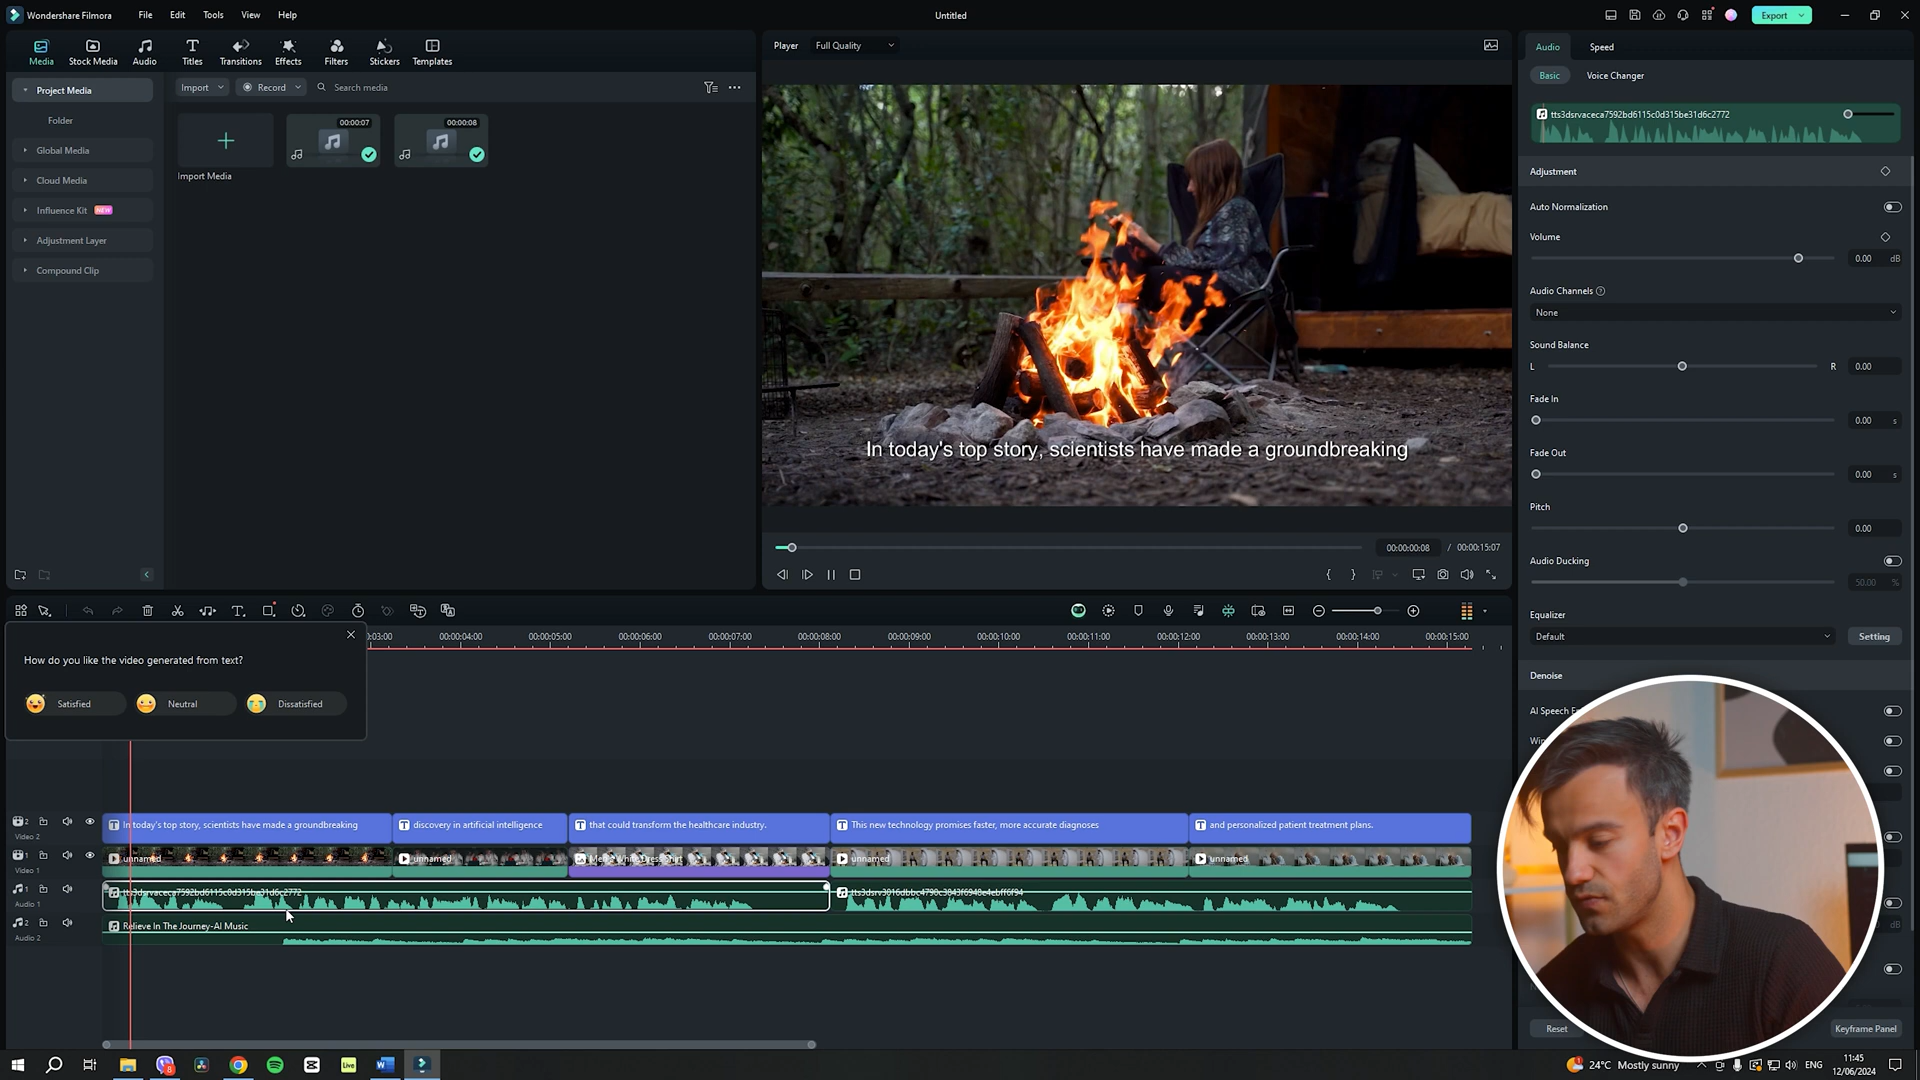 Wondershare Filmora
File
Edit
Tools
View
Help
Untitled
Export
Media
Stock Media
Audio
Titles
Transitions
Effects
Filters
Stickers
Templates
Player
Full Quality
Audio
Speed
Project Media
Import
Record
Search media
Basic
Voice Changer
Folder
00:00:07
00:00:08
tts3dsrvaceca7592bd6115c0d315be31d6c2772
Global Media
Import Media
Cloud Media
Adjustment
Influence Kit
NEW
Auto Normalization
Adjustment Layer
Volume
0.00
dB
Compound Clip
Audio Channels
None
Sound Balance
L
R
0.00
Fade In
0.00
s
In today's top story, scientists have made a groundbreaking
Fade Out
0.00
s
Pitch
0.00
00:00:00:08
/
00:00:15:07
Audio Ducking
50.00
%
Equalizer
Default
Setting
00:00:04:00
00:00:05:00
00:00:06:00
00:00:07:00
00:00:08:00
00:00:09:00
00:00:10:00
00:00:11:00
00:00:12:00
00:00:13:00
00:00:14:00
00:00:15:00
How do you like the video generated from text?
Satisfied
Neutral
Dissatisfied
Denoise
2
Video 2
In today's top story, scientists have made a groundbreaking
discovery in artificial intelligence
that could transform the healthcare industry.
This new technology promises faster, more accurate diagnoses
and personalized patient treatment plans.
1
Video 1
unnamed
unnamed
unnamed
unnamed
1
Audio 1
2
Audio 2
Relieve In The Journey-AI Music
Reset
Keyframe Panel
8
Live
24°C Mostly sunny
ENG
11:45
12/06/2024